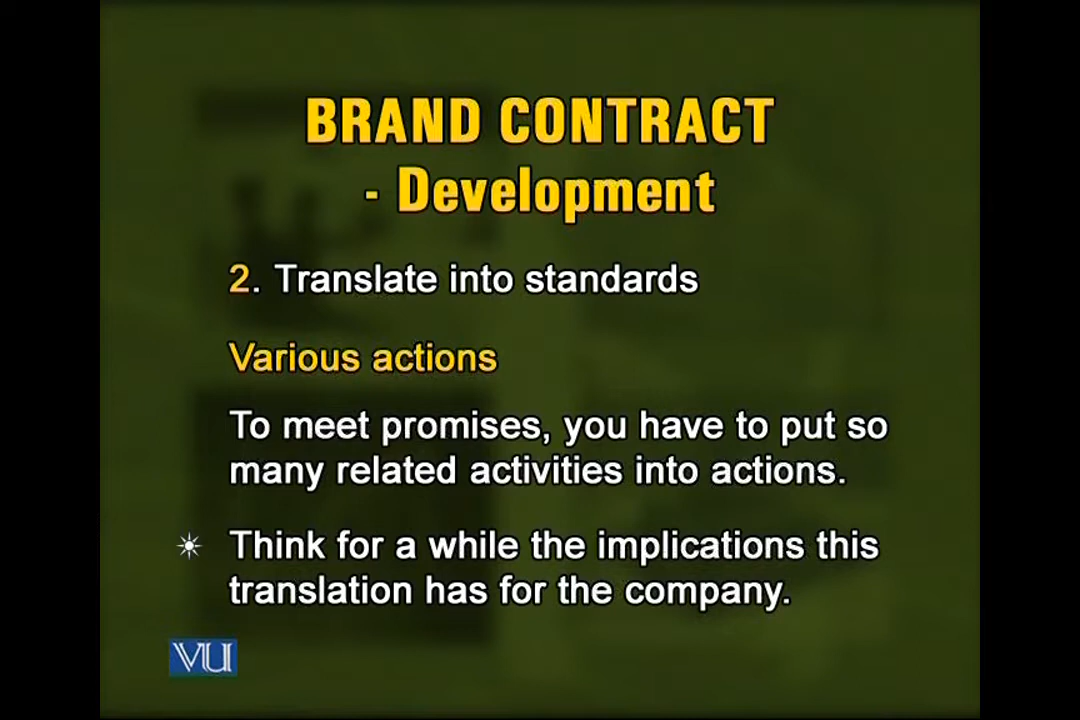 BRAND CONTRACT
- Development
2. Translate into standards
Various actions
To meet promises, you have to put so
many related activities into actions.
Think for a while the implications this
translation has for the company.
VU